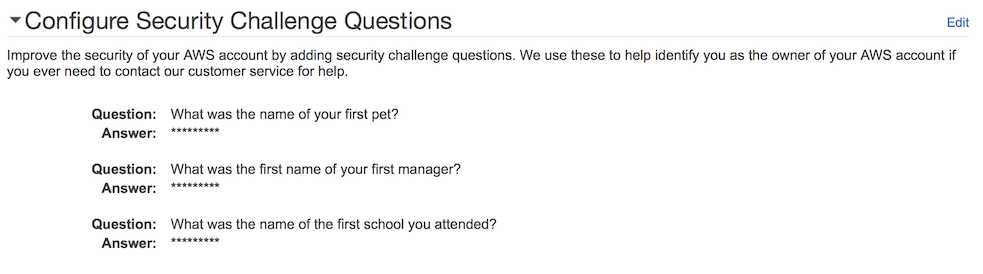 Configure Security Challenge Questions Edit
Improve the security of your AWS account by adding security challenge questions. We use these to help identify you as the owner of your AWS account if
you ever need to contact our customer service for help.
Question: What was the name of your first pet?
Answer: *********
Question: What was the first name of your first manager?
Answer: *********
Question: What was the name of the first school you attended?
Answer: *********